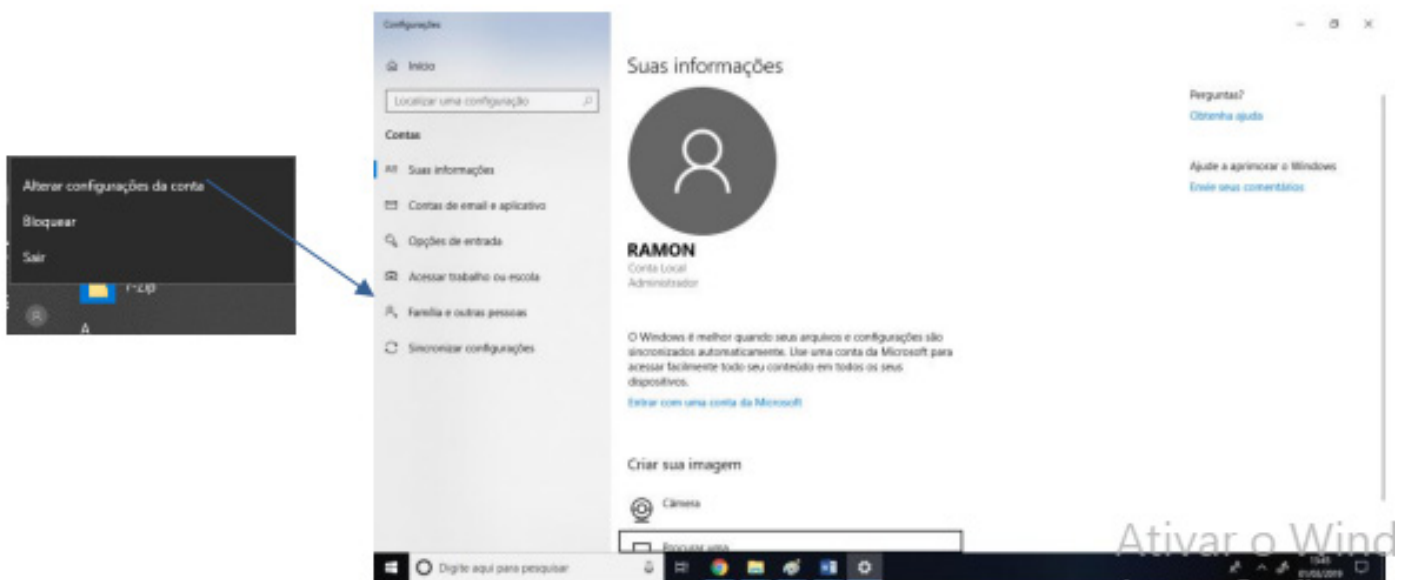 Alterar configurações da conta
Bloquear
Sair
7-Zip
A
Configurações
Início
Localizar uma configuração
Contas
Suas informações
Contas de email e aplicativo
Opções de entrada
Acessar trabalho ou escola
Família e outras pessoas
Sincronizar configurações
Suas informações
RAMON
Conta Local
Administrador
O Windows é melhor quando seus arquivos e configurações são
sincronizados automaticamente. Use uma conta da Microsoft para
acessar facilmente todo seu conteúdo em todos os seus
dispositivos.
Entrar com uma conta da Microsoft
Criar sua imagem
Câmera
Procurar uma
Perguntas?
Obtenha ajuda
Ajude a aprimorar o Windows
Envie seus comentários
Ativar o Wind
Digite aqui para pesquisar